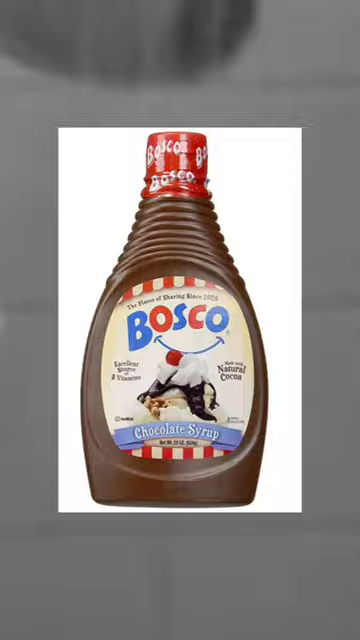 BOSCO
BOSCO
The Flavor of Sharing Since 1928
BOSCO
Excellent
Source
of
B Vitamins
Made with
Natural
Cocoa
Chocolate Syrup